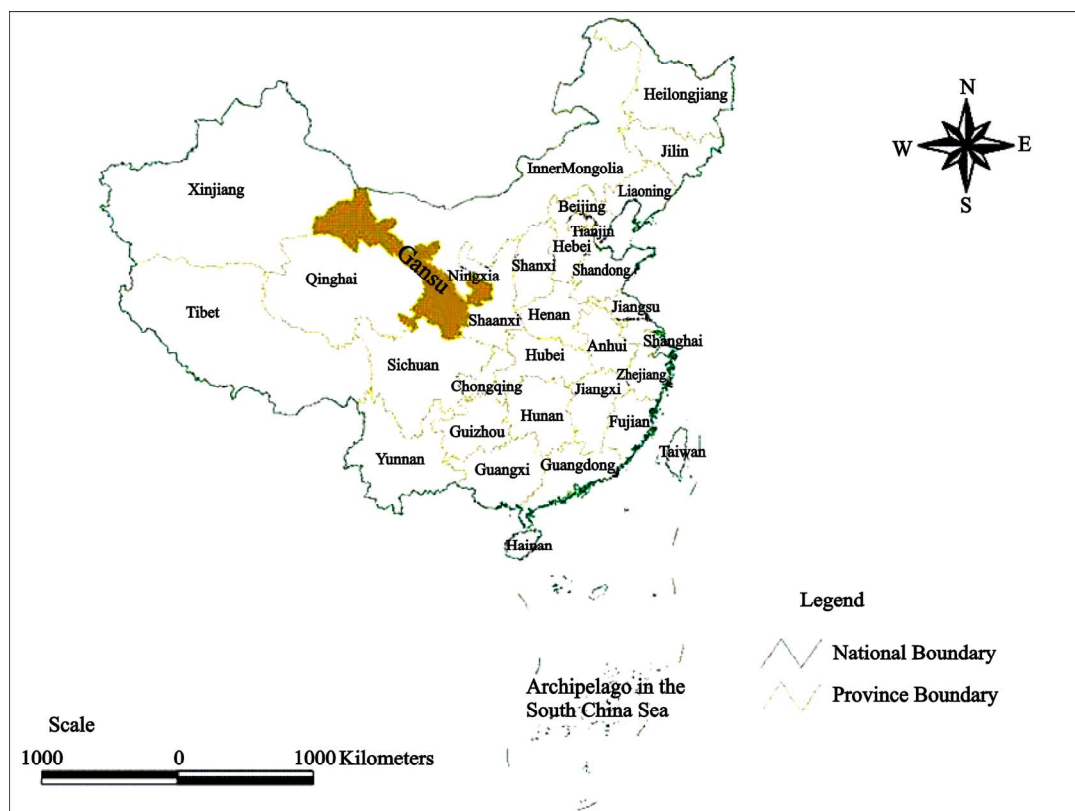 N
Heilongjiang
W
E
Jilin
InnerMongolia
Xinjiang
Liaoning
S
Beijing
Tianjin
Hebei
Gansu
Shanxi
Shandong
Ningxia
Qinghai
Jiangsu
Tibet
Henan
Shaanxi
Shanghai
Anhui
Hubei
Sichuan
Zhejiang
Chongqing
Jiangxi
Hunan
Fujian
Guizhou
Taiwan
Yunnan
Guangdong
Guangxi
Hainan
Legend
National Boundary
Province Boundary
Archipelago in the
South China Sea
Scale
1000 0 1000 Kilometers